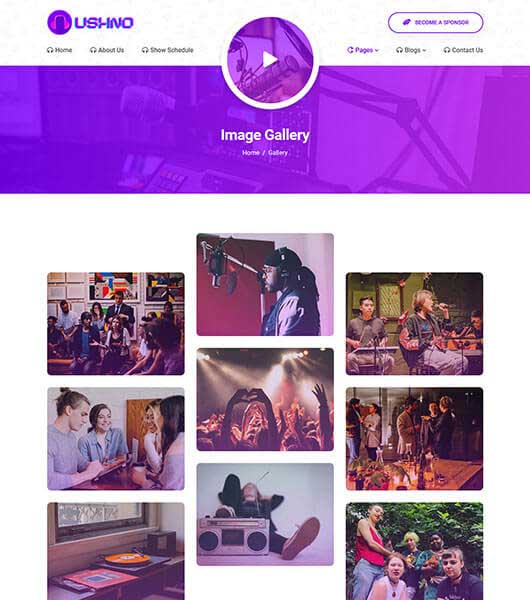 USHNO
BECOME A SPONSOR
Home About Us Show Schedule Pages Blogs Contact Us
Image Gallery
Home / Gallery